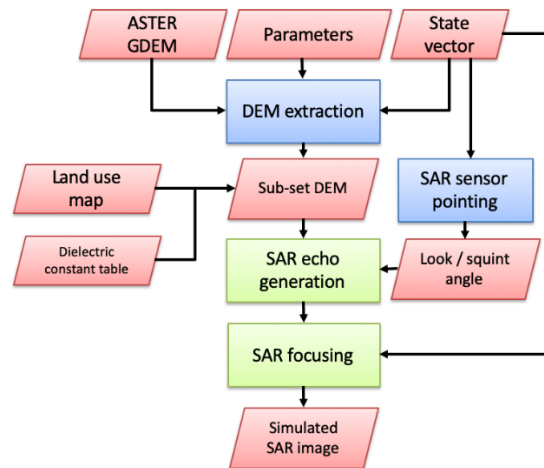 ASTER
GDEM
Parameters
State
vector
DEM extraction
Land use
map
Sub-set DEM
SAR sensor
pointing
Dielectric
constant table
SAR echo
generation
Look / squint
angle
SAR focusing
Simulated
SAR image